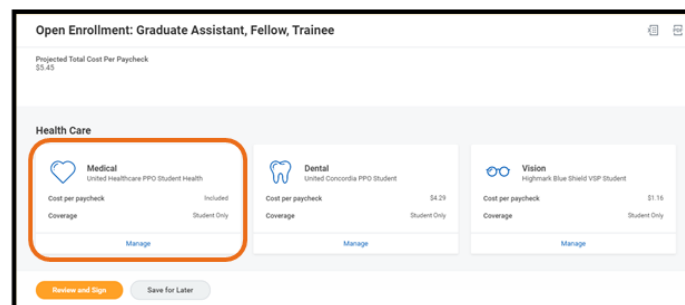 Open Enrollment: Graduate Assistant, Fellow, Trainee
Projected Total Cost Per Paycheck
$5.45
Health Care
Medical
United Healthcare PPO Student Health
Cost per paycheck Included
Coverage Student Only
Manage
Dental
United Concordia PPO Student
Cost per paycheck $4.29
Coverage Student Only
Manage
Vision
Highmark Blue Shield VSP Student
Cost per paycheck $1.16
Coverage Student Only
Manage
Review and Sign
Save for Later